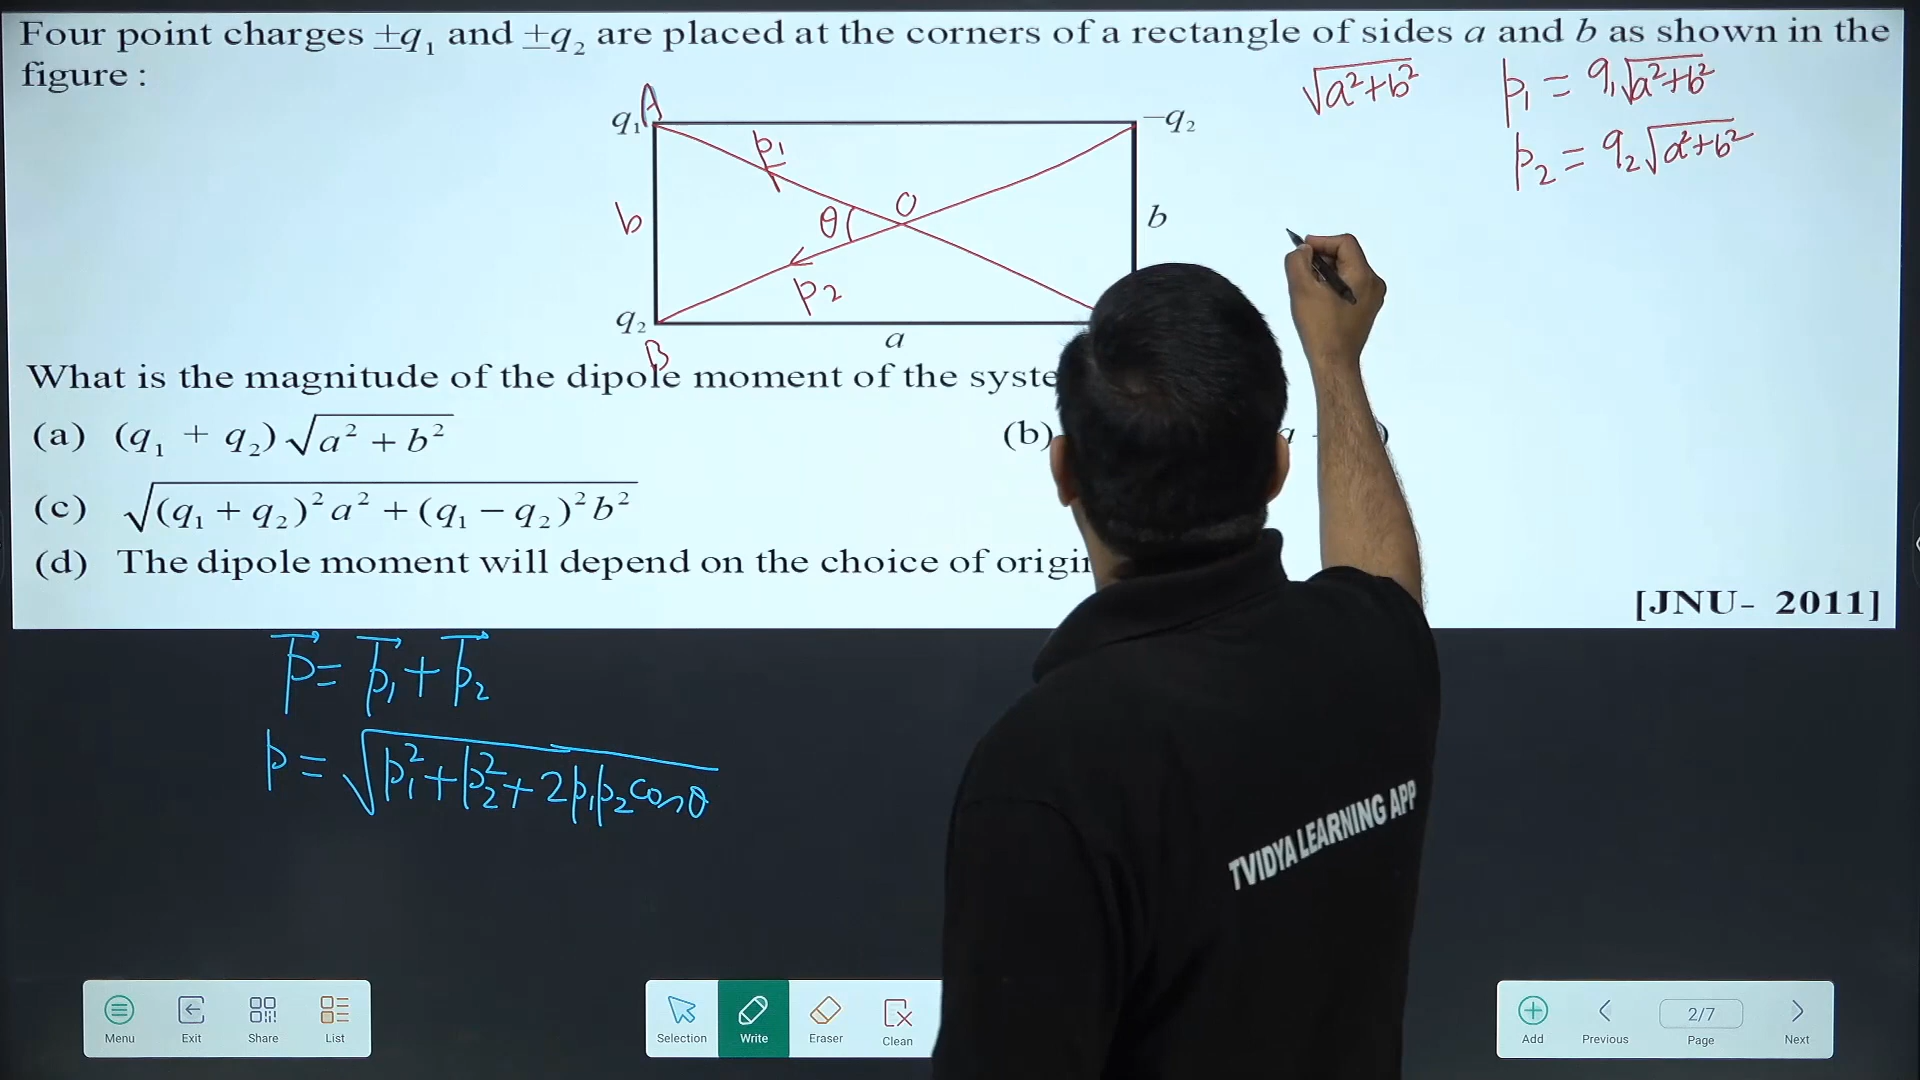 Four point charges ±q₁ and ±q₂ are placed at the corners of a rectangle of sides a and b as shown in the
figure :
√(a²+b²)
p₁ = q₁√(a²+b²)
p₂ = q₂√(a²+b²)
A
q₁
−q₂
p₁
O
θ
b
b
p₂
q₂
a
B
What is the magnitude of the dipole moment of the
(a) (q₁ + q₂)√(a² + b²)
(b)
(c) √((q₁ + q₂)²a² + (q₁ − q₂)²b²)
(d) The dipole moment will depend on the choice of
[JNU- 2011]
p⃗ = p⃗₁ + p⃗₂
p = √(p₁² + p₂² + 2p₁p₂cosθ)
TVIDYA LEARNING APP
Menu Exit Share List
Selection Write Eraser Clean
Add Previous 2/7 Page Next